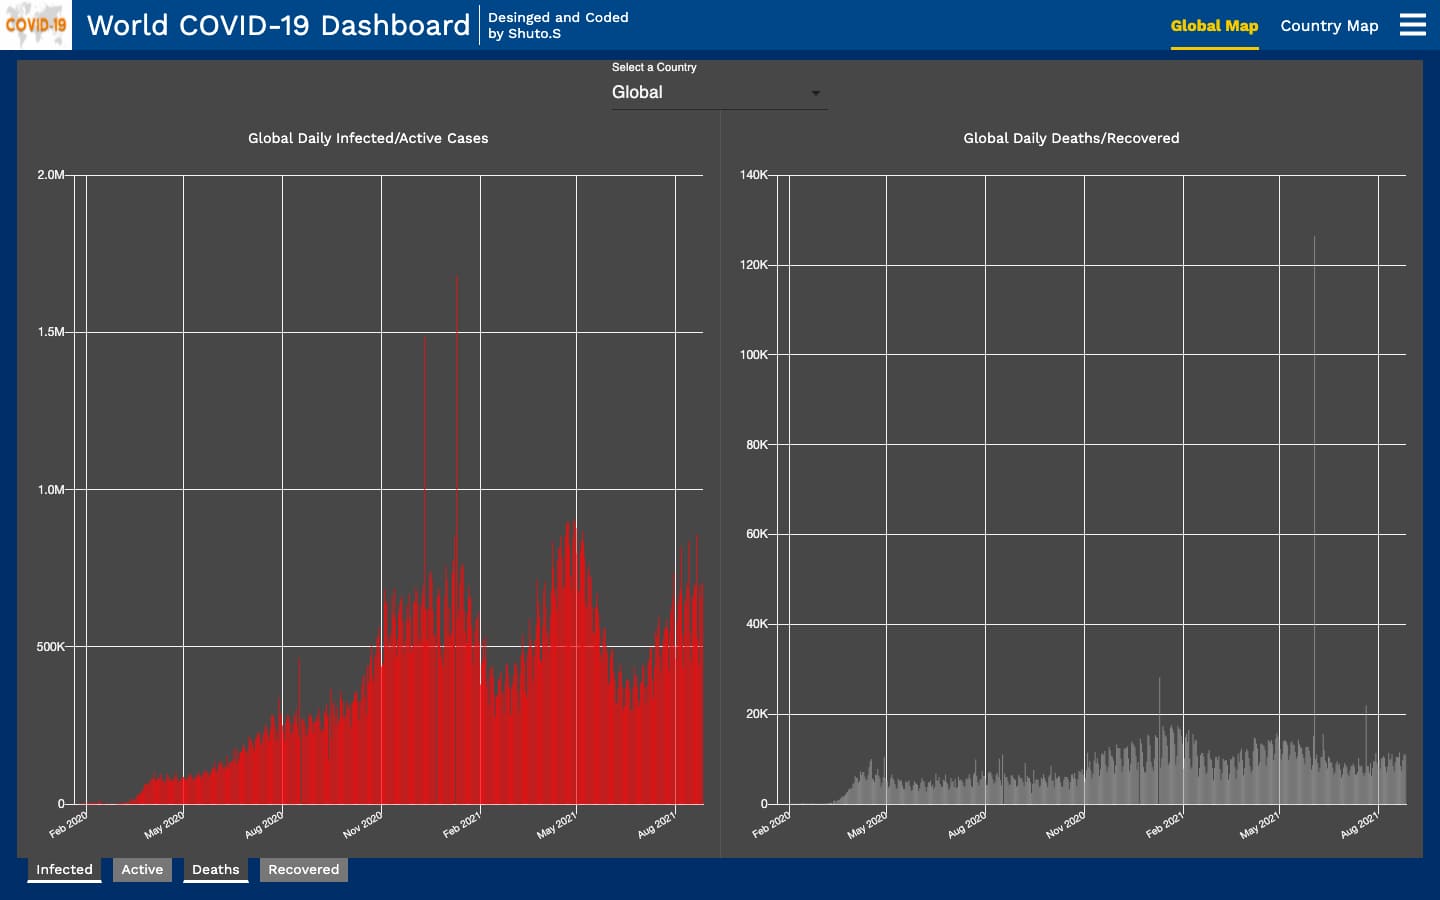 COVID-19
World COVID-19 Dashboard
Desinged and Coded
by Shuto.S
Global Map
Country Map
Select a Country
Global
Global Daily Infected/Active Cases
2.0M
1.5M
1.0M
500K
0
Feb 2020
May 2020
Aug 2020
Nov 2020
Feb 2021
May 2021
Aug 2021
Global Daily Deaths/Recovered
140K
120K
100K
80K
60K
40K
20K
0
Feb 2020
May 2020
Aug 2020
Nov 2020
Feb 2021
May 2021
Aug 2021
Infected
Active
Deaths
Recovered